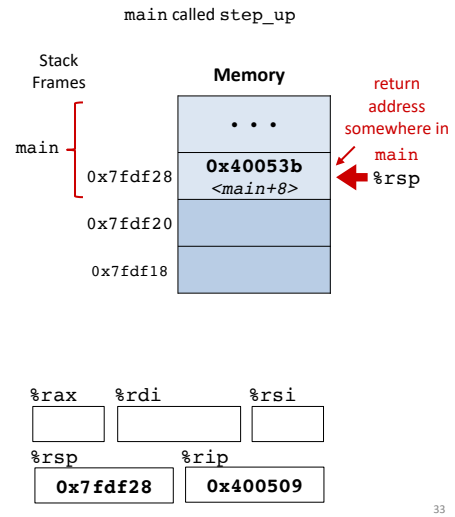 main called step_up
Stack
Frames
Memory
return
address
somewhere in
main
• • •
main
0x7fdf28
0x40053b
<main+8>
%rsp
0x7fdf20
0x7fdf18
%rax %rdi %rsi
%rsp %rip
0x7fdf28 0x400509
33